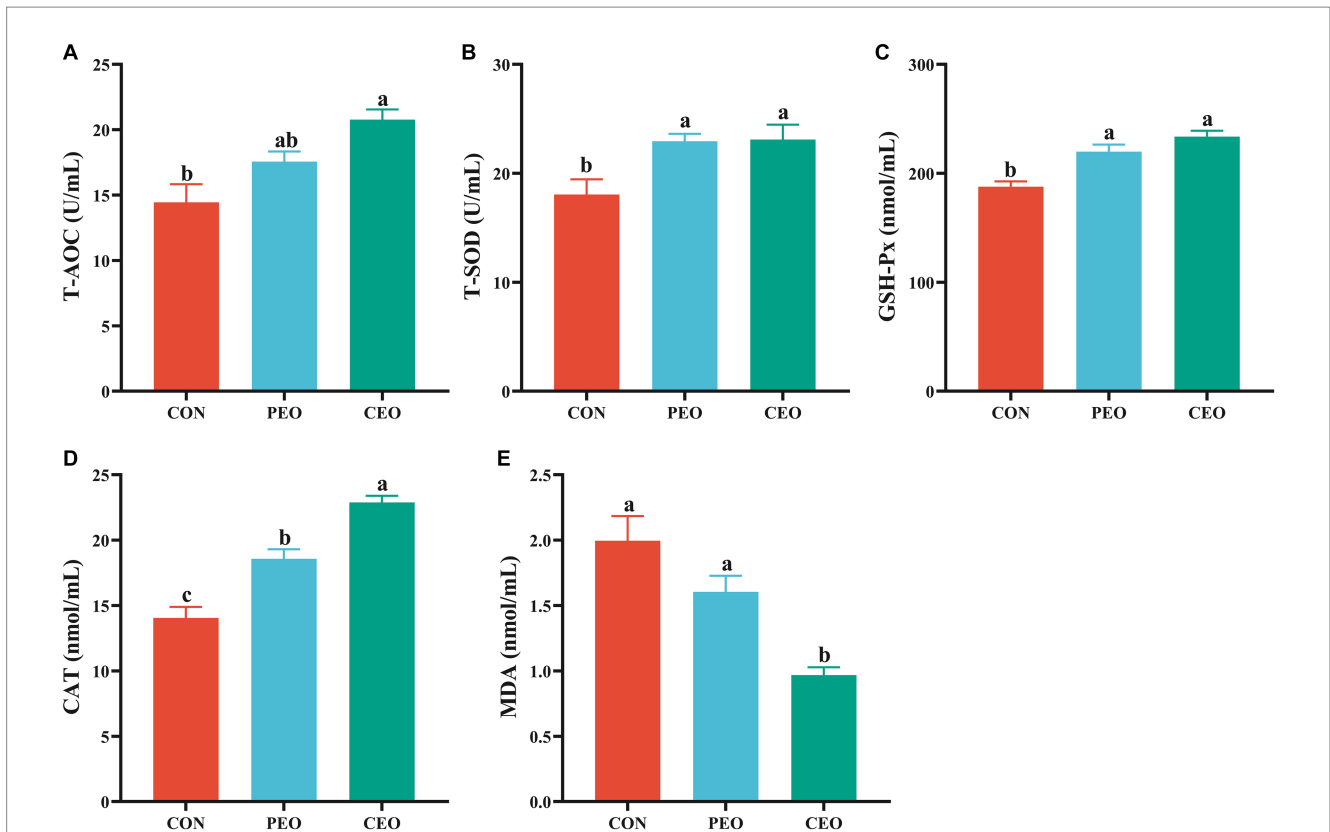 A
T-AOC (U/mL)
25
20
15
10
5
0
b
ab
a
CON PEO CEO
B
T-SOD (U/mL)
30
20
10
0
b
a
a
CON PEO CEO
C
GSH-Px (nmol/mL)
300
200
100
0
b
a
a
CON PEO CEO
D
CAT (nmol/mL)
25
20
15
10
5
0
c
b
a
CON PEO CEO
E
MDA (nmol/mL)
2.5
2.0
1.5
1.0
0.5
0.0
a
a
b
CON PEO CEO